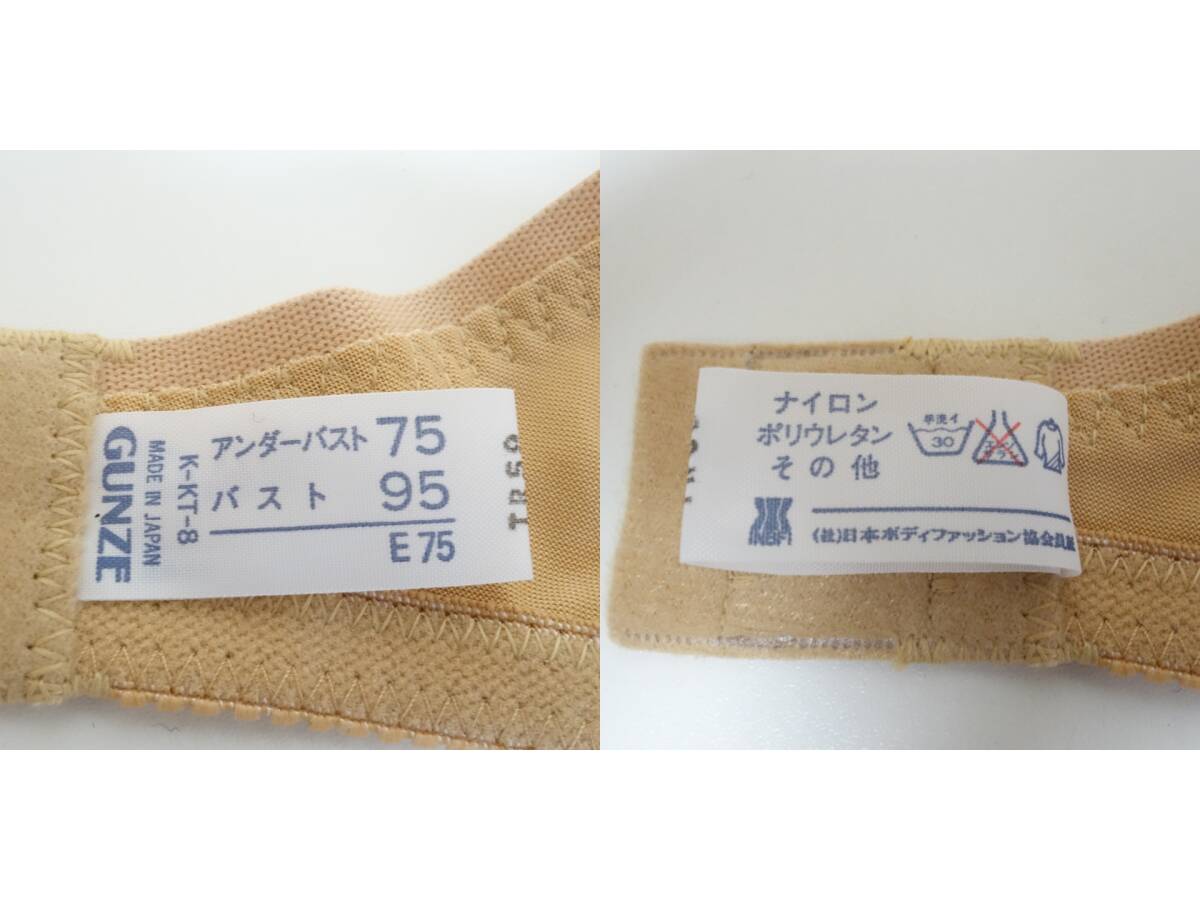 アンダーバスト 75
バスト 95
E75
K-KT-8
MADE IN JAPAN
GUNZE
ナイロン
ポリウレタン
その他
手洗イ
30
NBF
(社)日本ボディファッション協会員